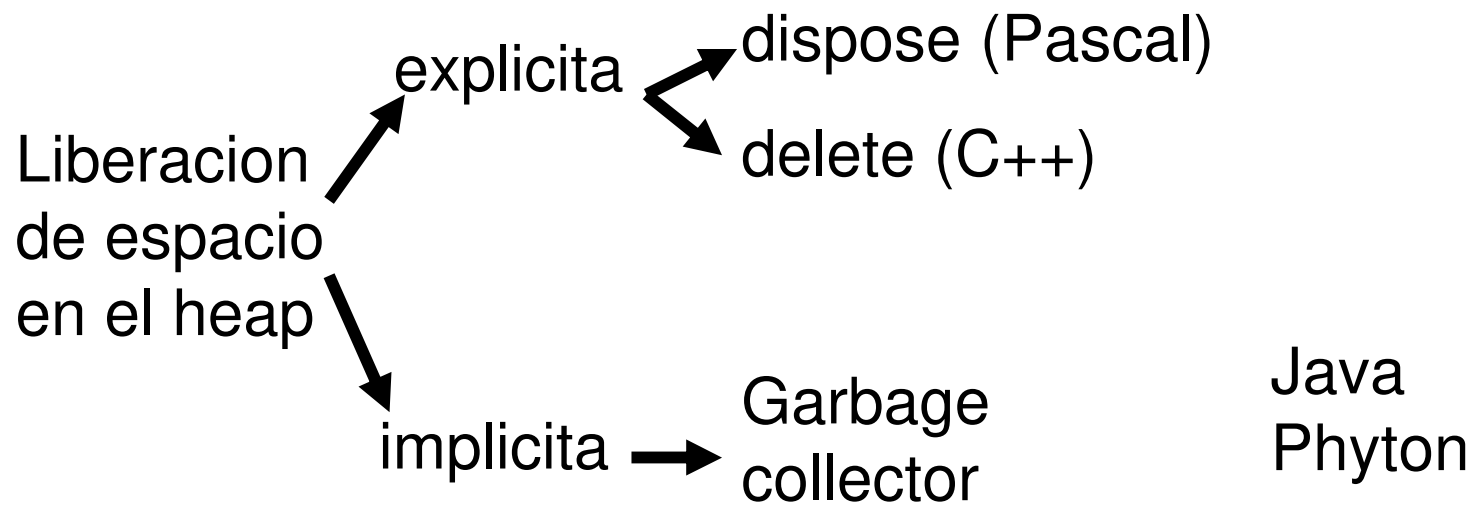 Liberacion
de espacio
en el heap
explicita
dispose (Pascal)
delete (C++)
implicita
Garbage
collector
Java
Phyton